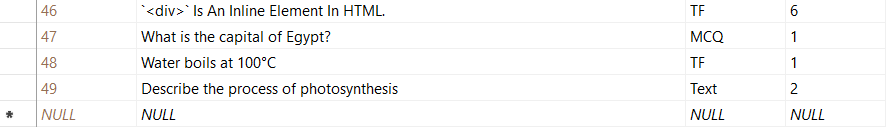 46 `<div>` Is An Inline Element In HTML. TF 6
47 What is the capital of Egypt? MCQ 1
48 Water boils at 100°C TF 1
49 Describe the process of photosynthesis Text 2
* NULL NULL NULL NULL